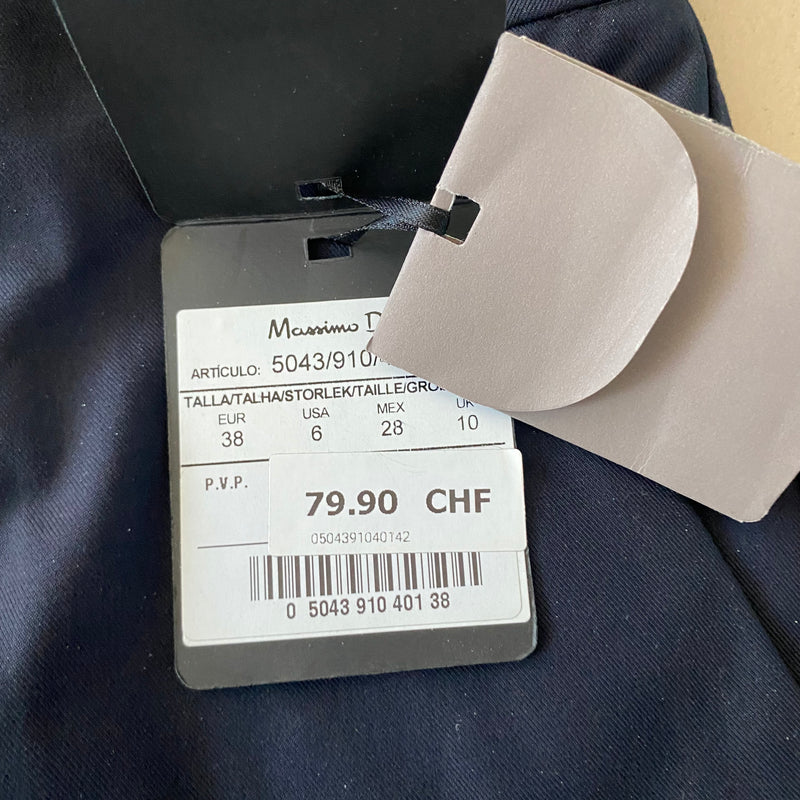 Massimo D
ARTÍCULO: 5043/910/
TALLA/TALHA/STORLEK/TAILLE/GRÖ
EUR USA MEX UK
38 6 28 10
P.V.P.
79.90 CHF
0504391040142
0 5043 910 401 38